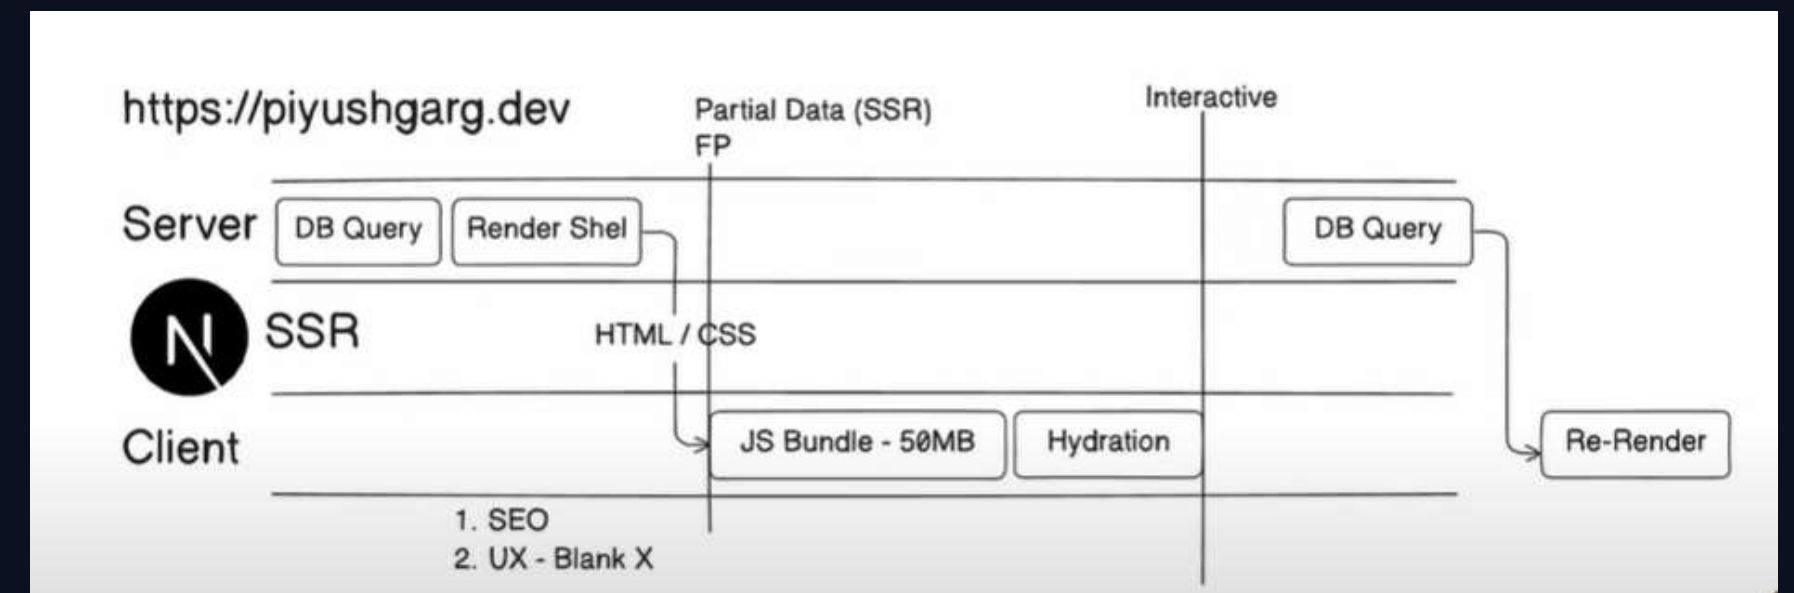 https://piyushgarg.dev
Partial Data (SSR)
FP
Interactive
Server
DB Query
Render Shel
DB Query
N
SSR
HTML / CSS
Client
JS Bundle - 50MB
Hydration
Re-Render
1. SEO
2. UX - Blank X